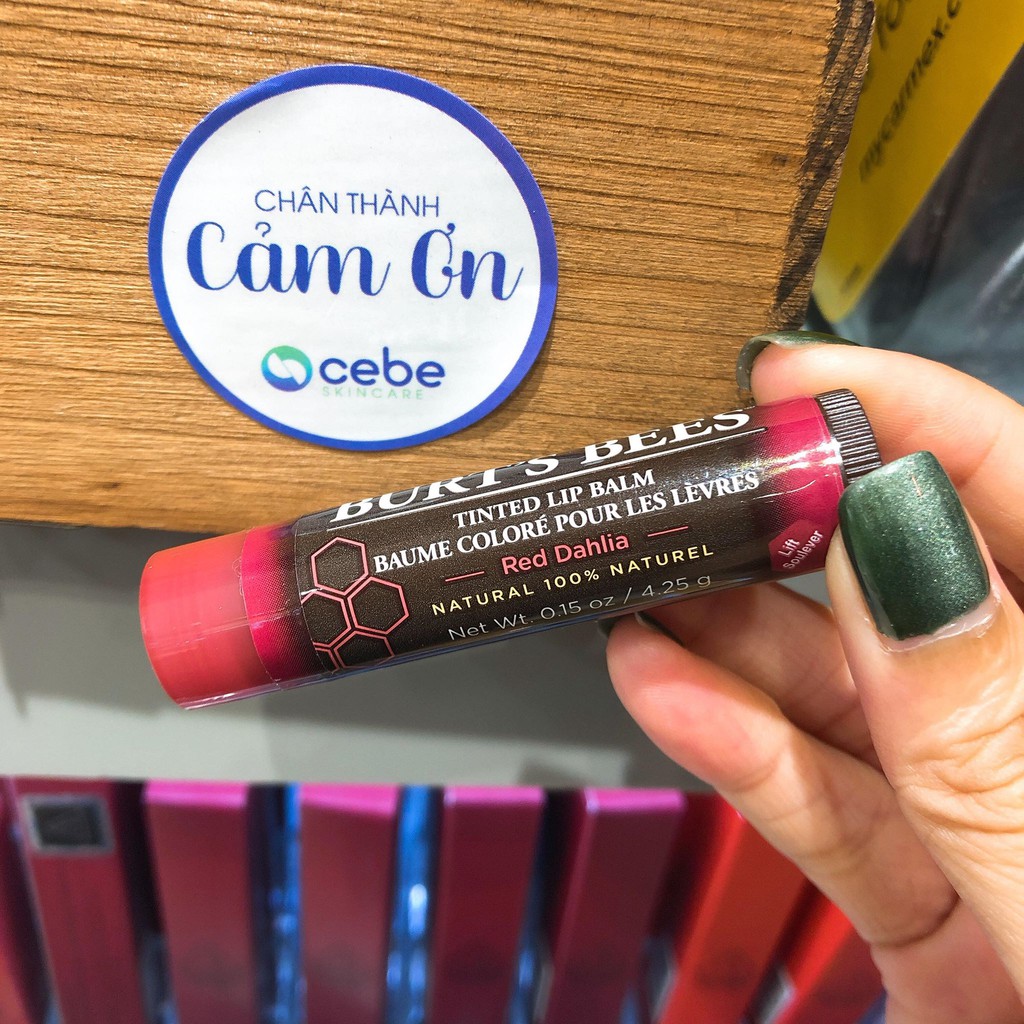 CHÂN THÀNH
Cảm Ơn
cebe
SKINCARE
mycarmex.c
BURT'S BEES
TINTED LIP BALM
BAUME COLORÉ POUR LES LÈVRES
Red Dahlia
NATURAL 100% NATUREL
Net Wt. 0.15 oz / 4.25 g
Lift
Soulever